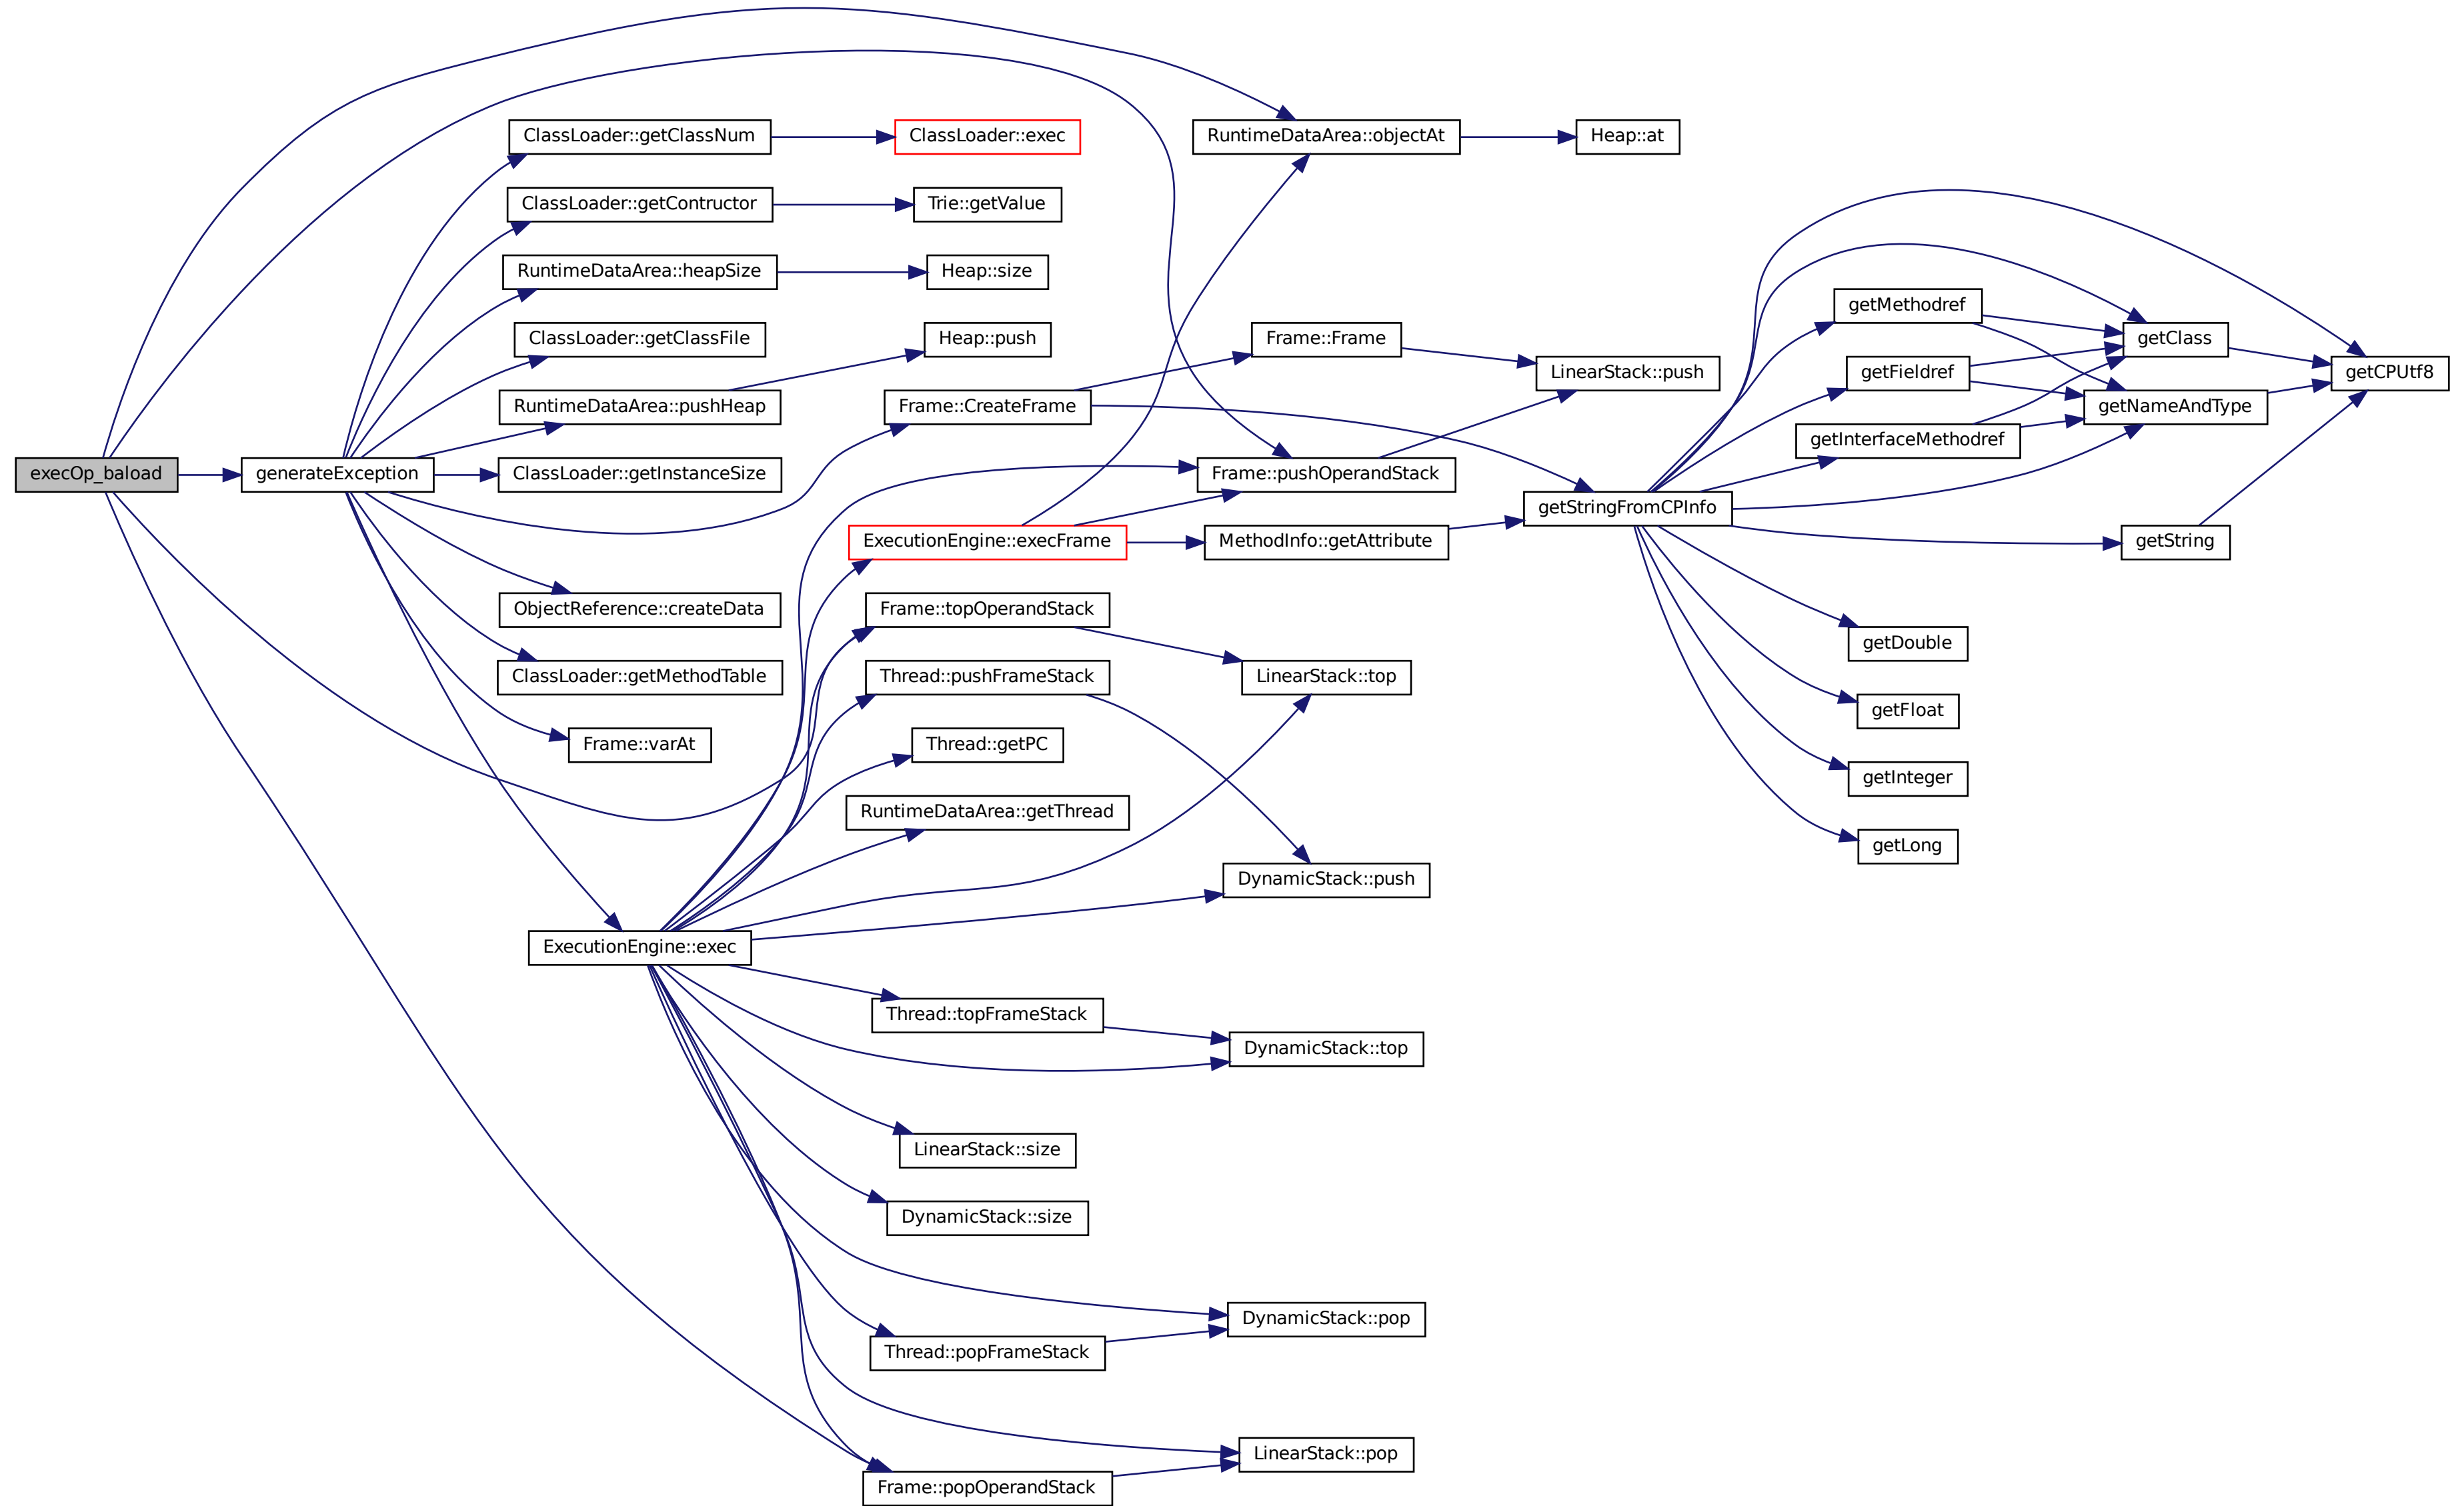 execOp_baload
generateException
ClassLoader::getClassNum
ClassLoader::exec
ClassLoader::getContructor
Trie::getValue
RuntimeDataArea::heapSize
Heap::size
ClassLoader::getClassFile
RuntimeDataArea::pushHeap
Heap::push
ClassLoader::getInstanceSize
ObjectReference::createData
ClassLoader::getMethodTable
Frame::varAt
ExecutionEngine::exec
Frame::CreateFrame
ExecutionEngine::execFrame
Frame::topOperandStack
Thread::pushFrameStack
Thread::getPC
RuntimeDataArea::getThread
Thread::topFrameStack
LinearStack::size
DynamicStack::size
Thread::popFrameStack
Frame::popOperandStack
RuntimeDataArea::objectAt
Heap::at
Frame::Frame
LinearStack::push
Frame::pushOperandStack
MethodInfo::getAttribute
LinearStack::top
DynamicStack::push
DynamicStack::top
DynamicStack::pop
LinearStack::pop
getStringFromCPInfo
getMethodref
getFieldref
getInterfaceMethodref
getClass
getNameAndType
getCPUtf8
getString
getDouble
getFloat
getInteger
getLong